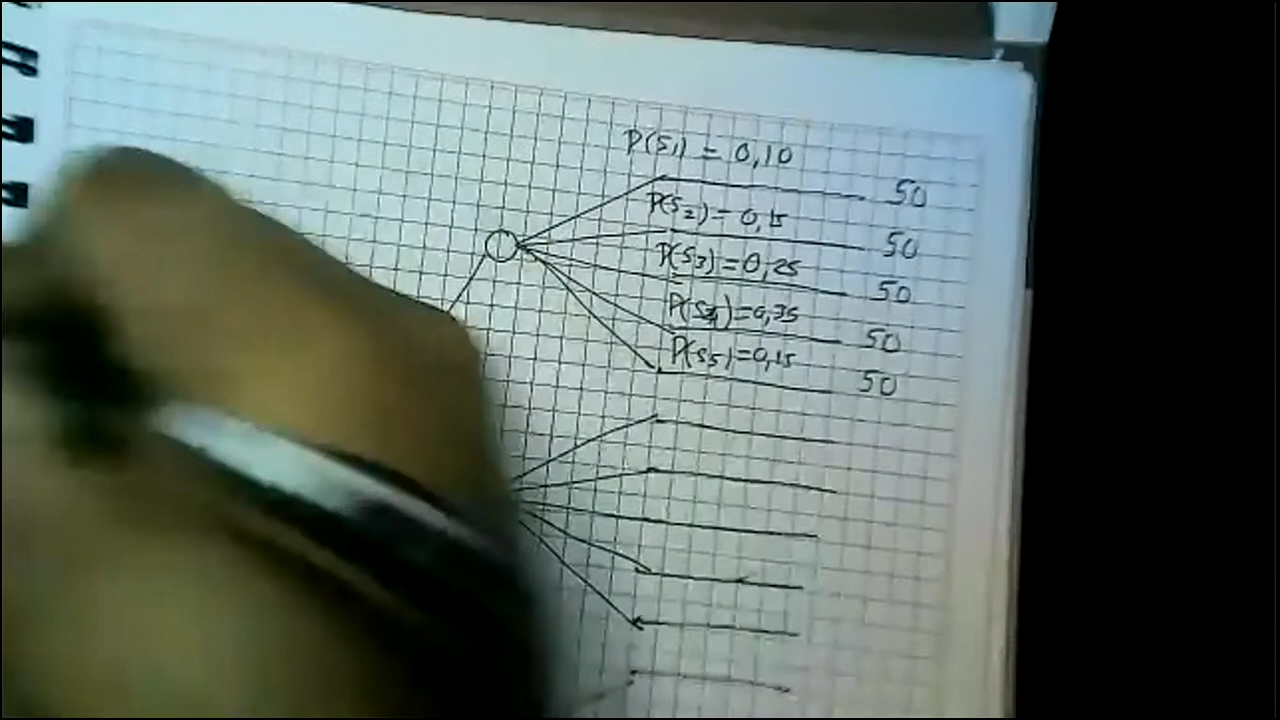 P(S1) = 0,10
50
P(S2) = 0,15
50
P(S3) = 0,25
50
P(S4) = 0,35
50
P(S5) = 0,15
50